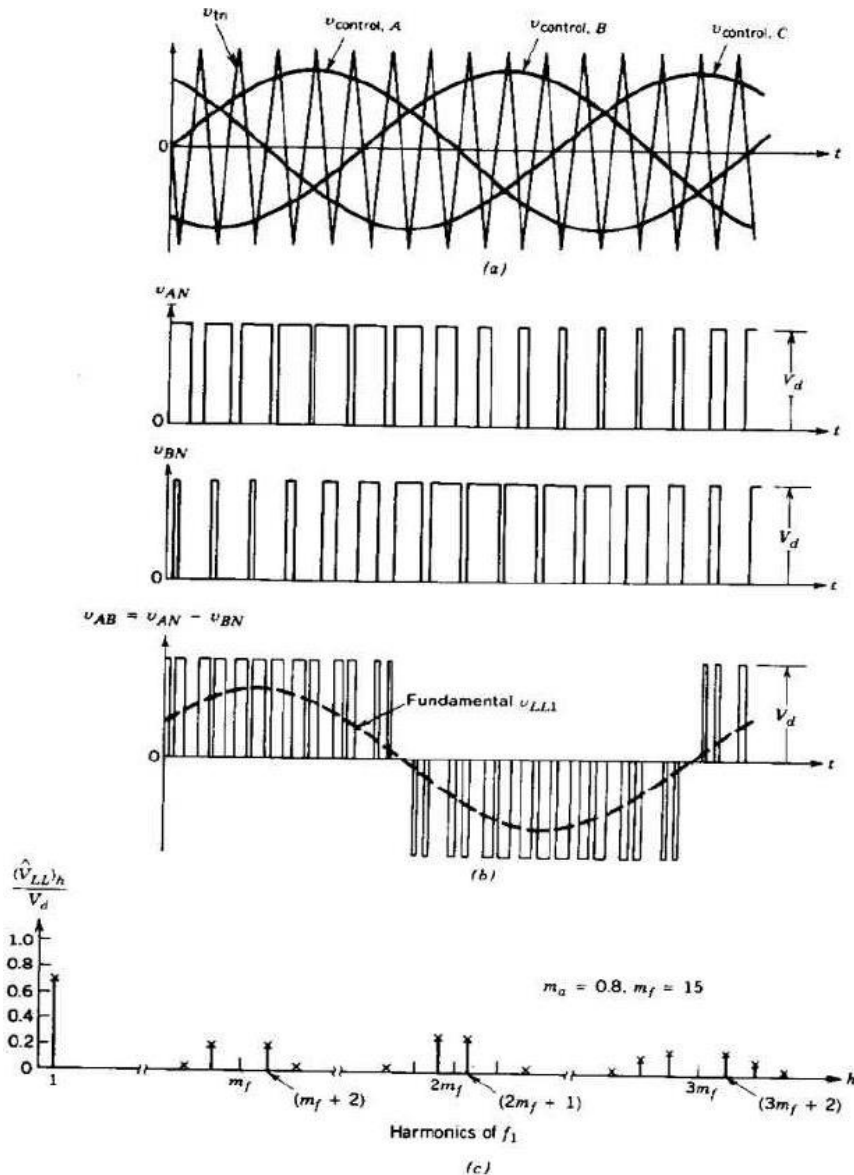 v_tri v_control, A v_control, B v_control, C
0 t
(a)
v_AN
V_d
0 t
v_BN
V_d
0 t
v_AB = v_AN − v_BN
Fundamental v_LL1
V_d
0 t
(b)
(V̂_LL)_h
V_d
1.0
0.8
0.6
0.4
0.2
0
m_a = 0.8, m_f = 15
1 m_f 2m_f 3m_f h
(m_f + 2) (2m_f + 1) (3m_f + 2)
Harmonics of f_1
(c)